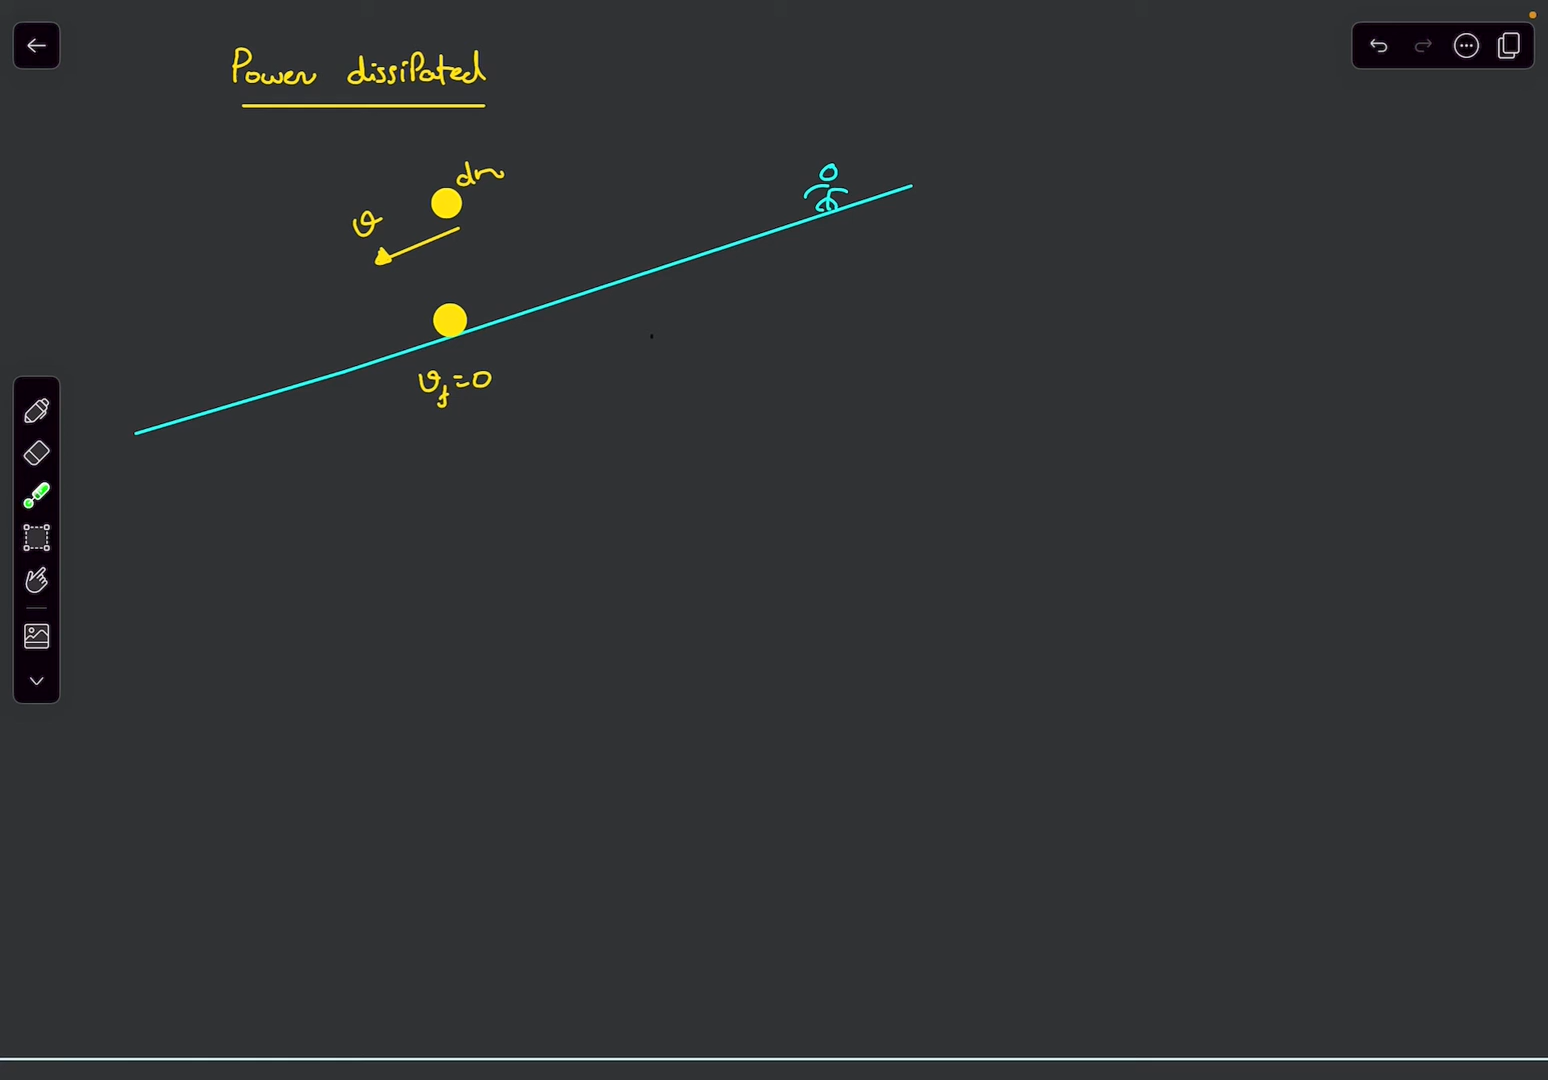 Power dissipated
dm
v
v_f = 0